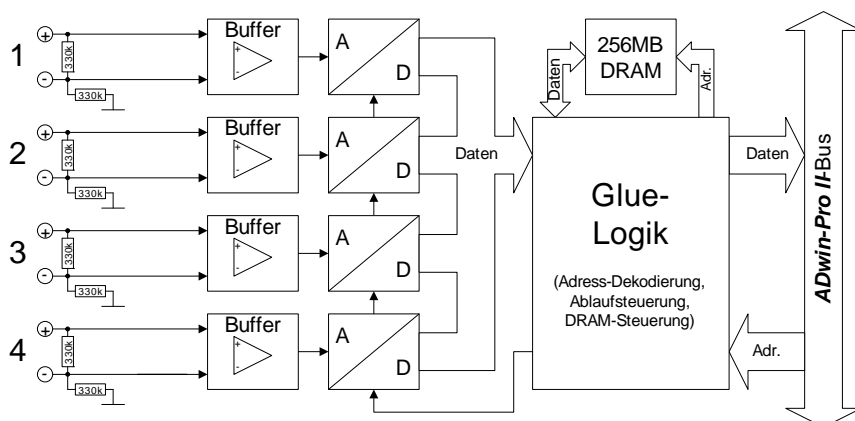 1
+
-
330k
330k
Buffer
+
-
A
D
2
+
-
330k
330k
Buffer
+
-
A
D
3
+
-
330k
330k
Buffer
+
-
A
D
4
+
-
330k
330k
Buffer
+
-
A
D
Daten
Daten
256MB
DRAM
Adr.
Glue-
Logik
(Adress-Dekodierung,
Ablaufsteuerung,
DRAM-Steuerung)
Daten
Adr.
ADwin-Pro II-Bus